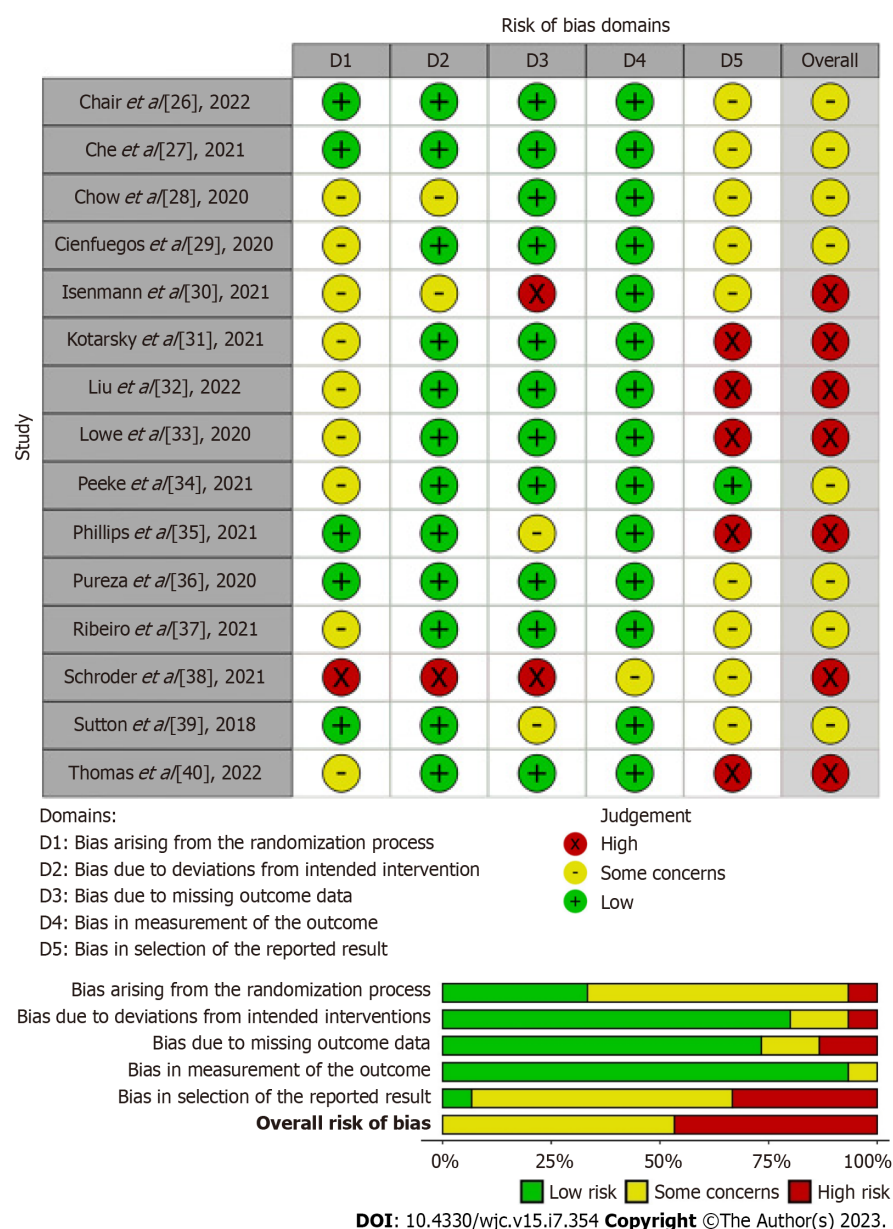 Risk of bias domains
D1 D2 D3 D4 D5 Overall
Study
Chair et al[26], 2022 + + + + - -
Che et al[27], 2021 + + + + - -
Chow et al[28], 2020 - - + + - -
Cienfuegos et al[29], 2020 - + + + - -
Isenmann et al[30], 2021 - - X + - X
Kotarsky et al[31], 2021 - + + + X X
Liu et al[32], 2022 - + + + X X
Lowe et al[33], 2020 - + + + X X
Peeke et al[34], 2021 - + + + + -
Phillips et al[35], 2021 + + - + X X
Pureza et al[36], 2020 + + + + - -
Ribeiro et al[37], 2021 - + + + - -
Schroder et al[38], 2021 X X X - - X
Sutton et al[39], 2018 + + - + - -
Thomas et al[40], 2022 - + + + X X
Domains:
D1: Bias arising from the randomization process
D2: Bias due to deviations from intended intervention
D3: Bias due to missing outcome data
D4: Bias in measurement of the outcome
D5: Bias in selection of the reported result
Judgement
X High
- Some concerns
+ Low
Bias arising from the randomization process
Bias due to deviations from intended interventions
Bias due to missing outcome data
Bias in measurement of the outcome
Bias in selection of the reported result
Overall risk of bias
0% 25% 50% 75% 100%
Low risk Some concerns High risk
DOI: 10.4330/wjc.v15.i7.354 Copyright ©The Author(s) 2023.